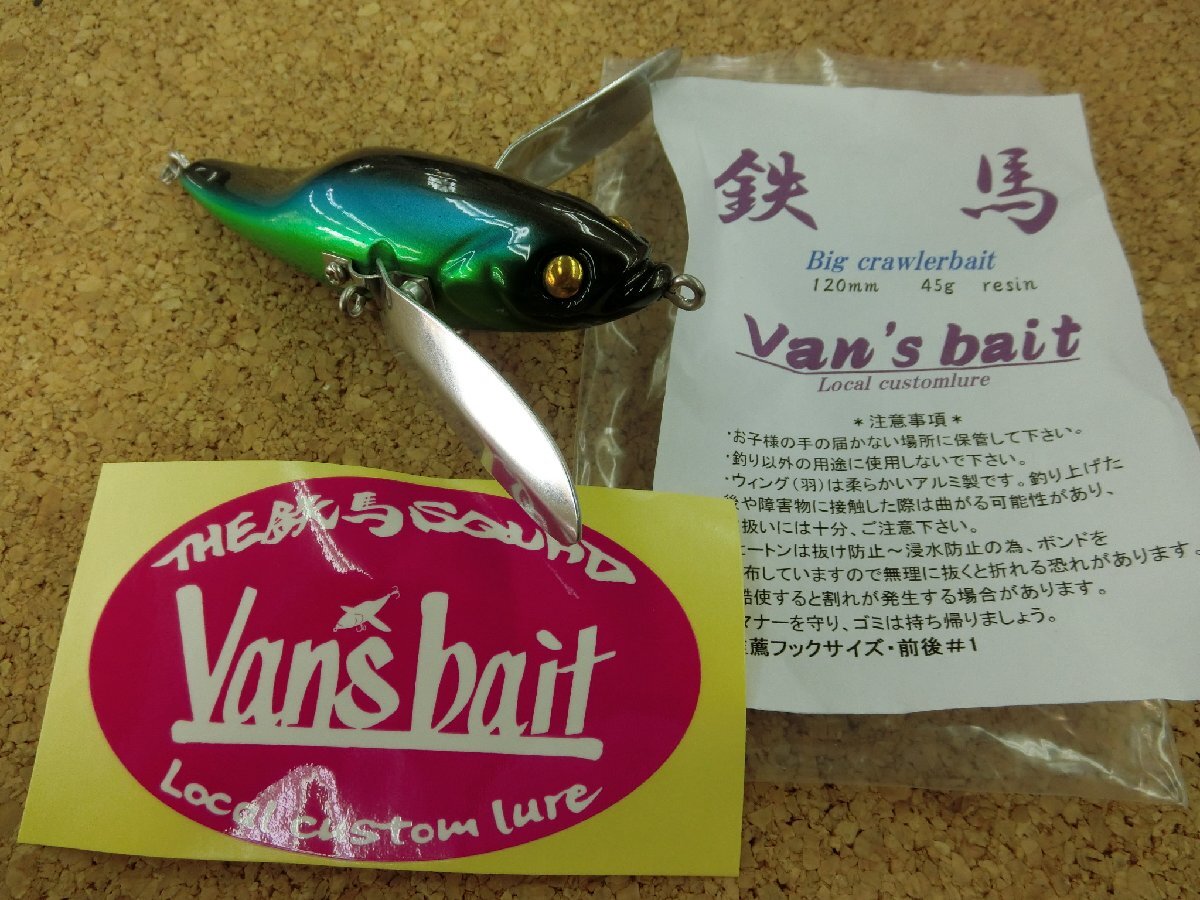 鉄 馬
Big crawlerbait
120mm 45g resin
Van's bait
Local customlure
*注意事項*
・お子様の手の届かない場所に保管して下さい。
・釣り以外の用途に使用しないで下さい。
・ウィング(羽)は柔らかいアルミ製です。釣り上げた
後や障害物に接触した際は曲がる可能性があり、
扱いには十分、ご注意下さい。
ートンは抜け防止～浸水防止の為、ボンドを
布していますので無理に抜くと折れる恐れがあります。
酷使すると割れが発生する場合があります。
マナーを守り、ゴミは持ち帰りましょう。
薦フックサイズ・前後#1
THE鉄馬SQUAD
Van's bait
Local custom lure